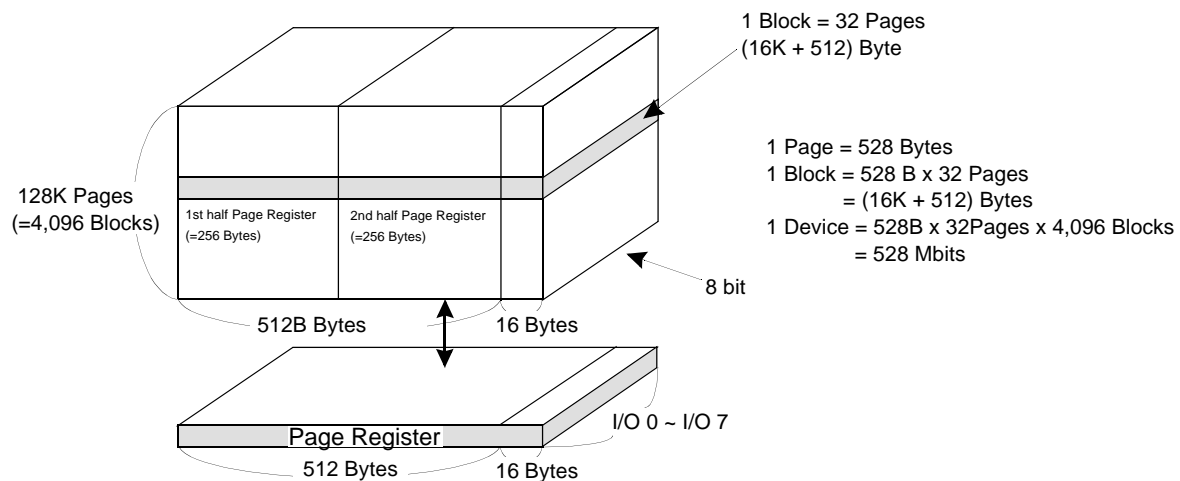 1 Block = 32 Pages
(16K + 512) Byte
1 Page = 528 Bytes
1 Block = 528 B x 32 Pages
= (16K + 512) Bytes
1 Device = 528B x 32Pages x 4,096 Blocks
= 528 Mbits
128K Pages
(=4,096 Blocks)
1st half Page Register
(=256 Bytes)
2nd half Page Register
(=256 Bytes)
8 bit
512B Bytes
16 Bytes
I/O 0 ~ I/O 7
Page Register
512 Bytes
16 Bytes